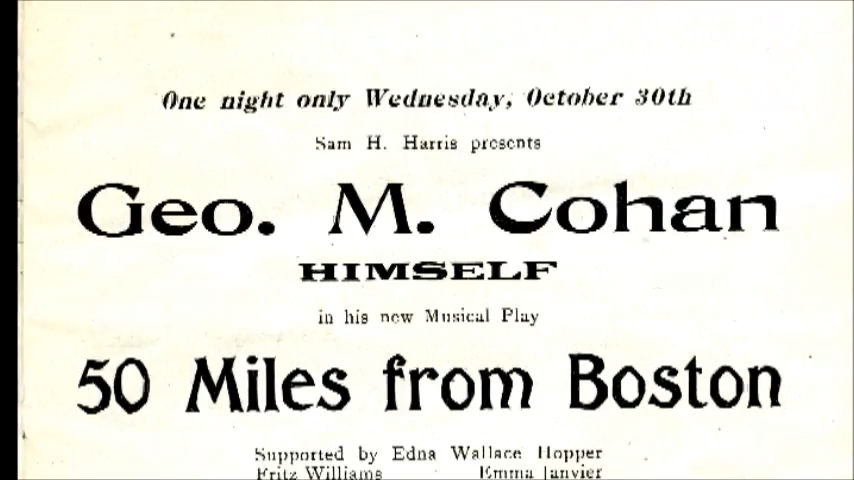 One night only Wednesday, October 30th
Sam H. Harris presents
Geo. M. Cohan
HIMSELF
in his new Musical Play
50 Miles from Boston
Supported by Edna Wallace Hopper
Fritz Williams Emma Janvier